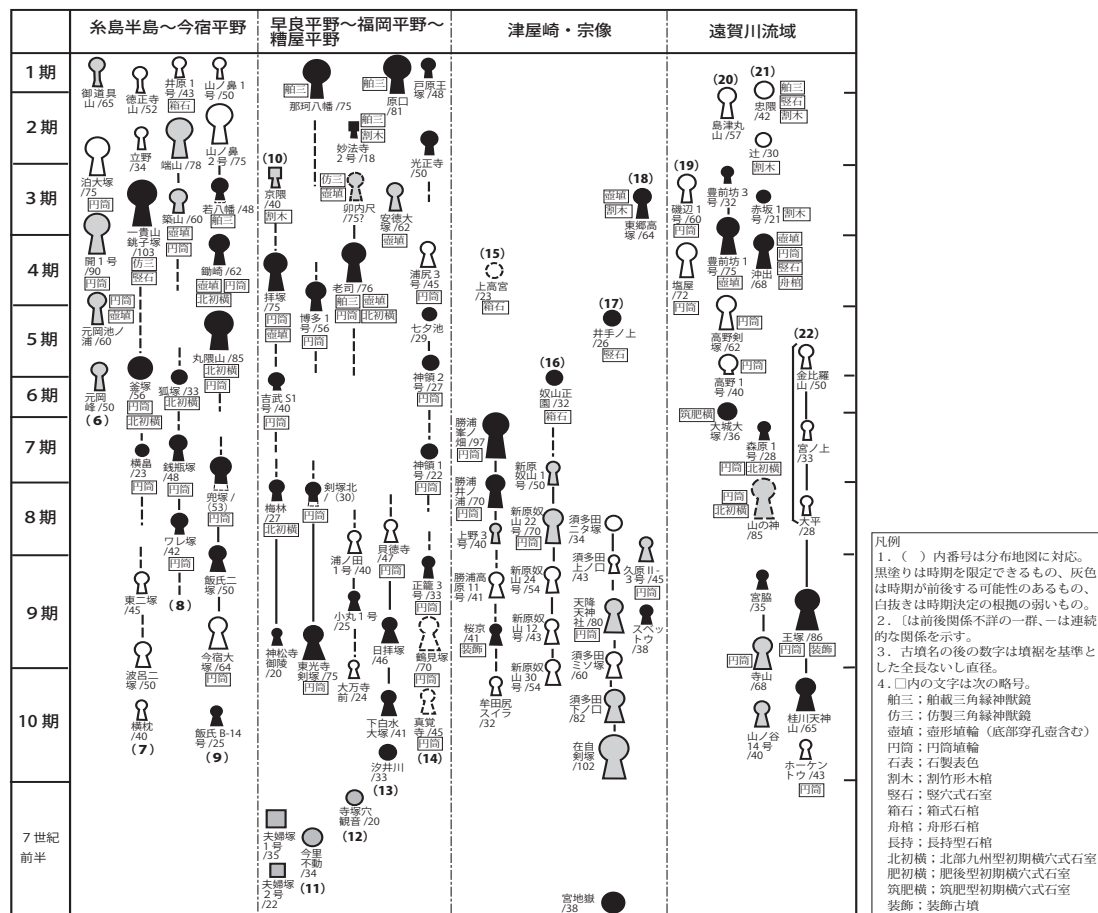 糸島半島～今宿平野
早良平野～福岡平野～
糟屋平野
津屋崎・宗像
遠賀川流域
1期
2期
3期
4期
5期
6期
7期
8期
9期
10期
7世紀
前半
御道具
山/65
徳正寺
山/52
井原1
号/43
箱石
山ノ鼻1
号/50
泊大塚
/75
円筒
立野
/34
端山/78
山ノ鼻
2号/75
一貴山
銚子塚
/103
仿三
竪石
築山/60
壺埴
円筒
若八幡/48
舶三
開1号
/90
円筒
鋤崎/62
壺埴
円筒
北初横
円筒
壺埴
元岡池ノ
浦/60
丸隈山/85
北初横
円筒
元岡
峰/50
(6)
釜塚
/56
円筒
北初横
狐塚/33
北初横
横畠
/23
円筒
銭瓶塚
/48
円筒
兜塚/
(53)
円筒
ワレ塚
/42
円筒
(8)
東二塚
/45
飯氏二
塚/50
波呂二
塚/50
今宿大
塚/64
円筒
横枕
/40
(7)
飯氏B-14
号/25
(9)
舶三
那珂八幡/75
舶三
原口
/81
戸原王
塚/48
舶三
割木
妙法寺
2号/18
光正寺
/50
(10)
京隈
/40
割木
仿三
壺埴
卯内尺
/75?
安徳大
塚/62
壺埴
拝塚
/75
円筒
壺埴
博多1
号/56
円筒
老司/76
舶三
壺埴
円筒
北初横
浦尻3
号/45
円筒
七夕池
/29
吉武S1
号/40
円筒
神領2
号/27
円筒
神領1
号/22
円筒
梅林
/27
北初横
剣塚北
/(30)
円筒
浦ノ田
1号/40
貝徳寺
/47
円筒
正籠3
号/33
円筒
小丸1号
/25
神松寺
御陵
/20
東光寺
剣塚/75
円筒
大万寺
前/24
日拝塚
/46
鶴見塚
/70
円筒
下白水
大塚/41
真覚
寺/45
円筒
(14)
汐井川
/33
(13)
寺塚穴
観音/20
(12)
夫婦塚
1号
/35
今里
不動
/34
(11)
夫婦塚
2号
/22
(18)
壺埴
割木
東郷高
塚/64
(15)
上高宮
/23
箱石
(17)
井手ノ上
/26
竪石
(16)
奴山正
園/32
箱石
勝浦
峯ノ
畑/97
円筒
新原
奴山1
号/50
勝浦
井ノ
浦/70
円筒
上野3
号/40
新原奴
山22
号/70
円筒
須多田
ニタ塚
/34
勝浦高
原11
号/41
新原奴
山24
号/54
須多田
上ノ口
/43
久原Ⅱ-
3号/45
円筒
桜京
/41
装飾
新原奴
山12
号/43
天降
天神
社/80
円筒
スベッ
トウ
/38
牟田尻
スイラ
/32
新原奴
山30
号/54
須多田
ミソ塚
/60
須多田
下ノ口
/82
在自
剣塚
/102
宮地嶽
/38
(20)
島津丸
山/57
(21)
忠隈
/42
舶三
竪石
割木
辻/30
割木
(19)
磯辺1
号/60
円筒
豊前坊3
/32
赤坂1
号/21
割木
塩屋
/72
円筒
豊前坊1
号/75
壺埴
沖出
/68
壺埴
円筒
竪石
舟棺
高野剣
塚/62
円筒
(22)
高野1
号/40
円筒
金比羅
山/50
筑肥横
大城大
塚/36
森原1
号/28
円筒
北初横
宮ノ上
/33
円筒
北初横
山の神
/85
大平
/28
宮脇
/35
王塚/86
円筒
装飾
円筒
寺山
/68
桂川天神
山/65
山ノ谷
14号
/40
ホーケン
トウ/43
円筒
凡例
1．（ ）内番号は分布地図に対応。
黒塗りは時期を限定できるもの、灰色
は時期が前後する可能性のあるもの、
白抜きは時期決定の根拠の弱いもの。
2．〔は前後関係不詳の一群、－は連続
的な関係を示す。
3．古墳名の後の数字は墳裾を基準と
した全長ないし直径。
4．□内の文字は次の略号。
舶三；舶載三角縁神獣鏡
仿三；仿製三角縁神獣鏡
壺埴；壺形埴輪（底部穿孔壺含む）
円筒；円筒埴輪
石表；石製表色
割木；割竹形木棺
竪石；竪穴式石室
箱石；箱式石棺
舟棺；舟形石棺
長持；長持型石棺
北初横；北部九州型初期横穴式石室
肥初横；肥後型初期横穴式石室
筑肥横；筑肥型初期横穴式石室
装飾；装飾古墳